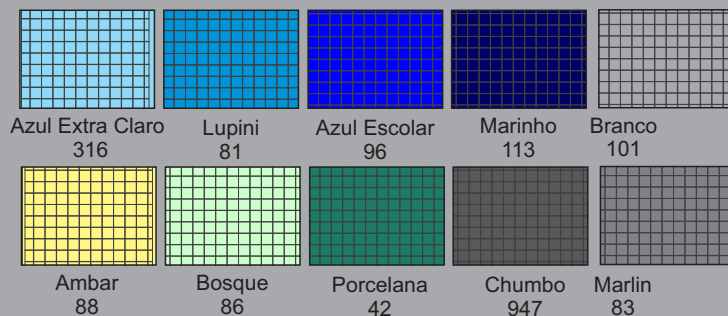 Azul Extra Claro Lupini Azul Escolar Marinho Branco
316 81 96 113 101
Ambar Bosque Porcelana Chumbo Marlin
88 86 42 947 83